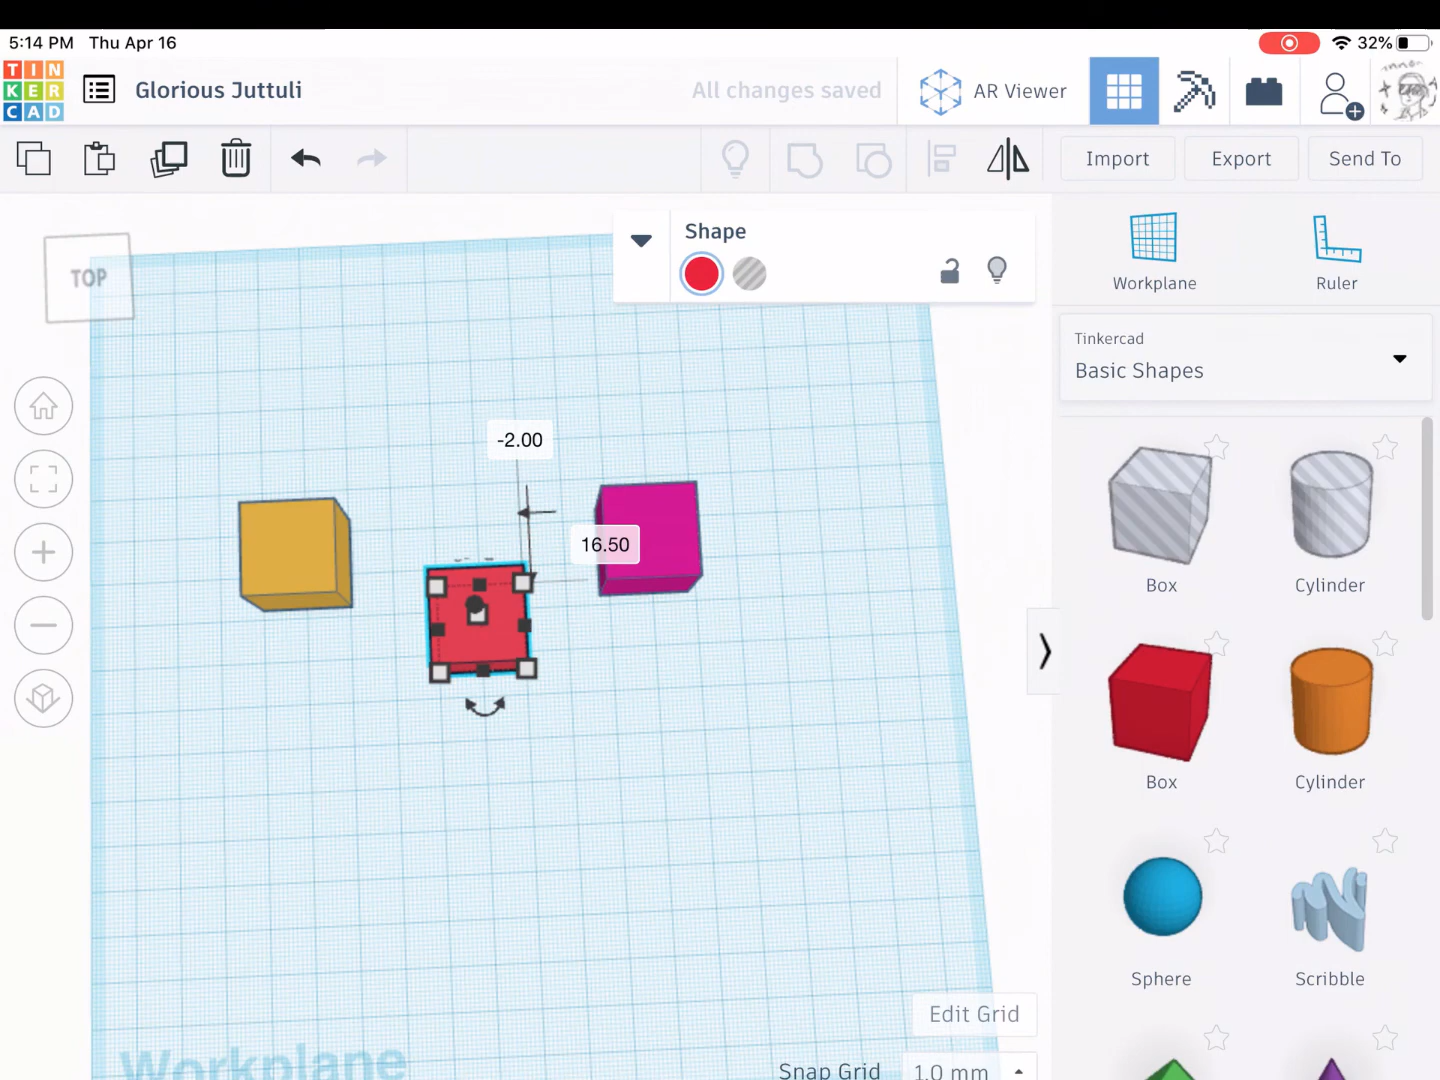 5:14 PM Thu Apr 16
32%
TIN
KER
CAD
Glorious Juttuli
All changes saved
AR Viewer
Import
Export
Send To
TOP
Shape
Workplane
Ruler
Tinkercad
Basic Shapes
-2.00
16.50
Box
Cylinder
Box
Cylinder
Sphere
Scribble
Edit Grid
Workplane
Snap Grid
1.0 mm